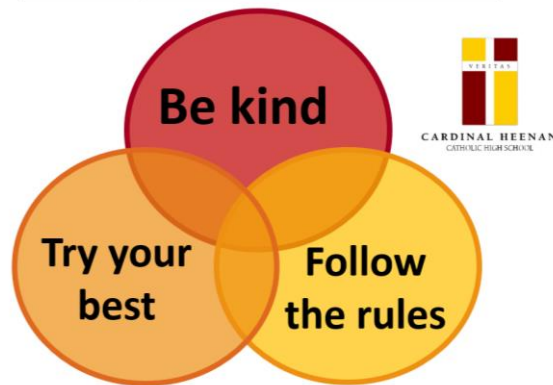 Be kind
VERITAS
CARDINAL HEENAN
CATHOLIC HIGH SCHOOL
Try your
best
Follow
the rules